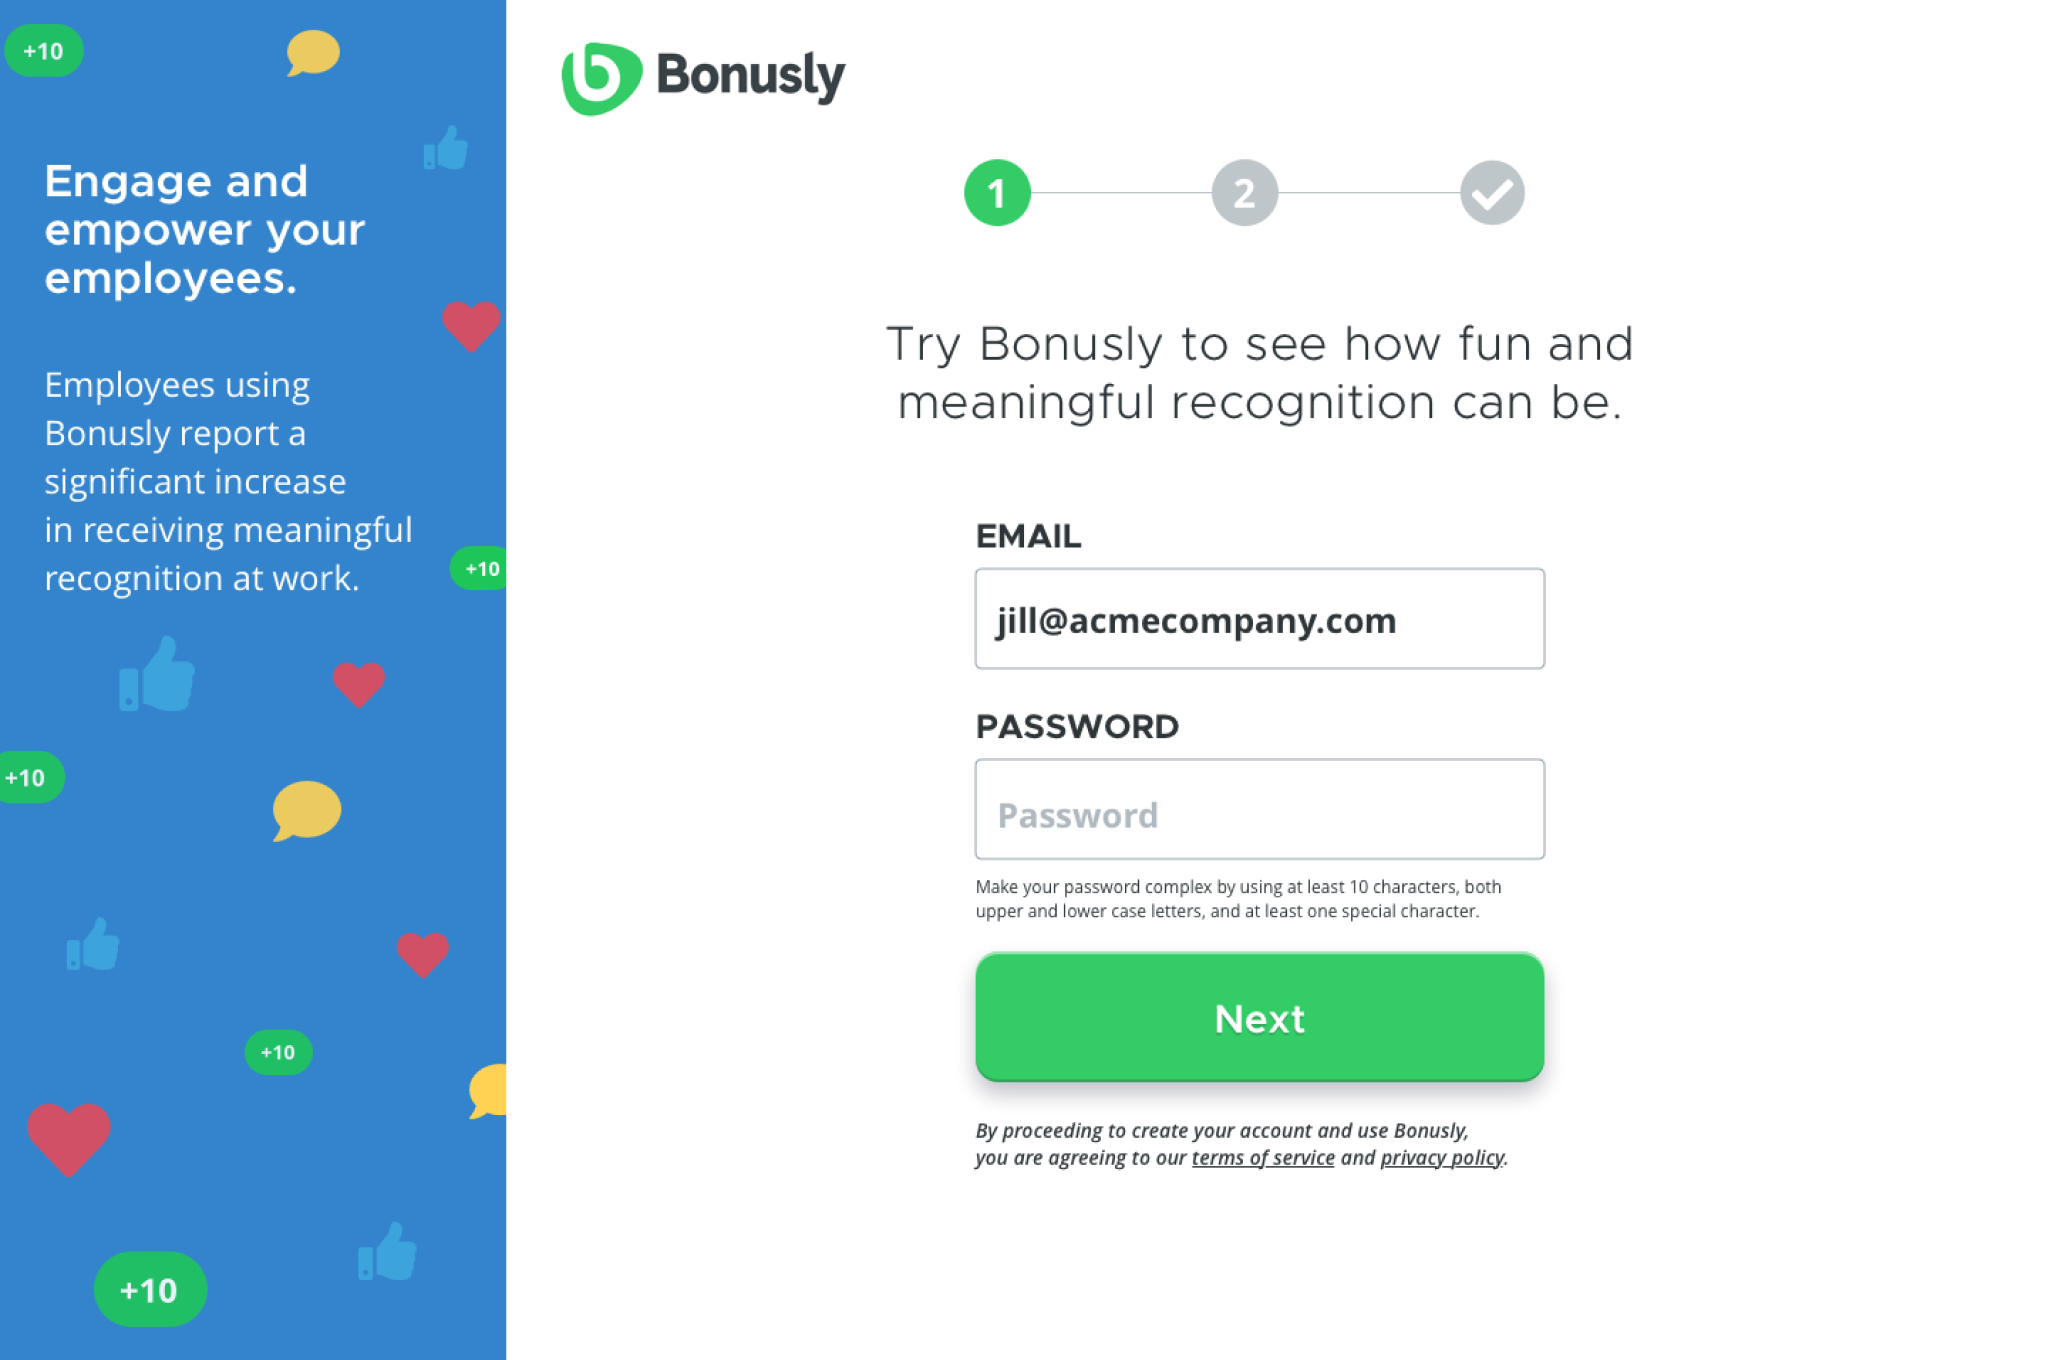 +10
Engage and
empower your
employees.
Employees using
Bonusly report a
significant increase
in receiving meaningful
recognition at work.
+10
+10
+10
+10
Bonusly
1
2
Try Bonusly to see how fun and
meaningful recognition can be.
EMAIL
jill@acmecompany.com
PASSWORD
Password
Make your password complex by using at least 10 characters, both
upper and lower case letters, and at least one special character.
Next
By proceeding to create your account and use Bonusly,
you are agreeing to our terms of service and privacy policy.